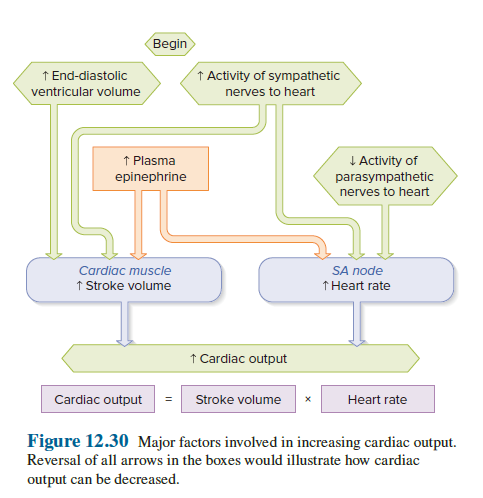 Begin
↑ End-diastolic
ventricular volume
↑ Activity of sympathetic
nerves to heart
↑ Plasma
epinephrine
↓ Activity of
parasympathetic
nerves to heart
Cardiac muscle
↑ Stroke volume
SA node
↑ Heart rate
↑ Cardiac output
Cardiac output = Stroke volume × Heart rate
Figure 12.30 Major factors involved in increasing cardiac output.
Reversal of all arrows in the boxes would illustrate how cardiac
output can be decreased.